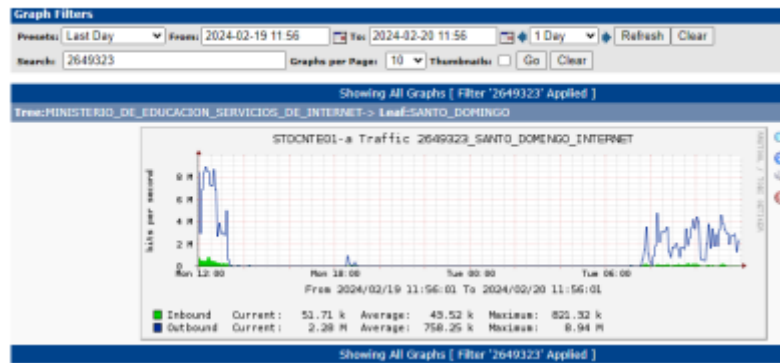 Graph Filters
Presets: Last Day From: 2024-02-19 11:56 To: 2024-02-20 11:56 1 Day Refresh Clear
Search: 2649323 Graphs per Page: 10 Thumbnails: Go Clear
Showing All Graphs [ Filter '2649323' Applied ]
Tree:MINISTERIO_DE_EDUCACION_SERVICIOS_DE_INTERNET-> Leaf:SANTO_DOMINGO
STOCNTE01-a Traffic 2649323_SANTO_DOMINGO_INTERNET
bits per second
8 M
6 M
4 M
2 M
0
Mon 12:00 Mon 18:00 Tue 00:00 Tue 06:00
From 2024/02/19 11:56:01 To 2024/02/20 11:56:01
Inbound Current: 51.71 k Average: 43.52 k Maximum: 821.32 k
Outbound Current: 2.28 M Average: 758.25 k Maximum: 8.94 M
Showing All Graphs [ Filter '2649323' Applied ]